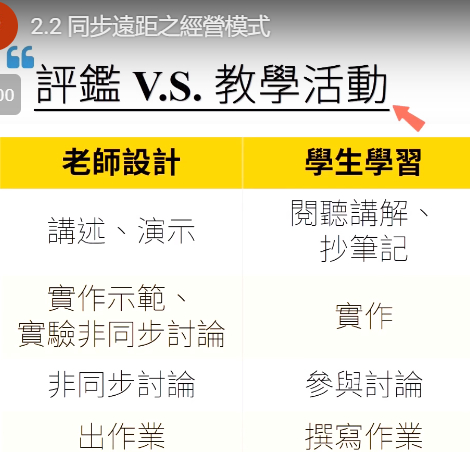 2.2 同步遠距之經營模式
00
評鑑 V.S. 教學活動
老師設計 學生學習
講述、演示 閱聽講解、
抄筆記
實作示範、
實驗非同步討論 實作
非同步討論 參與討論
出作業 撰寫作業